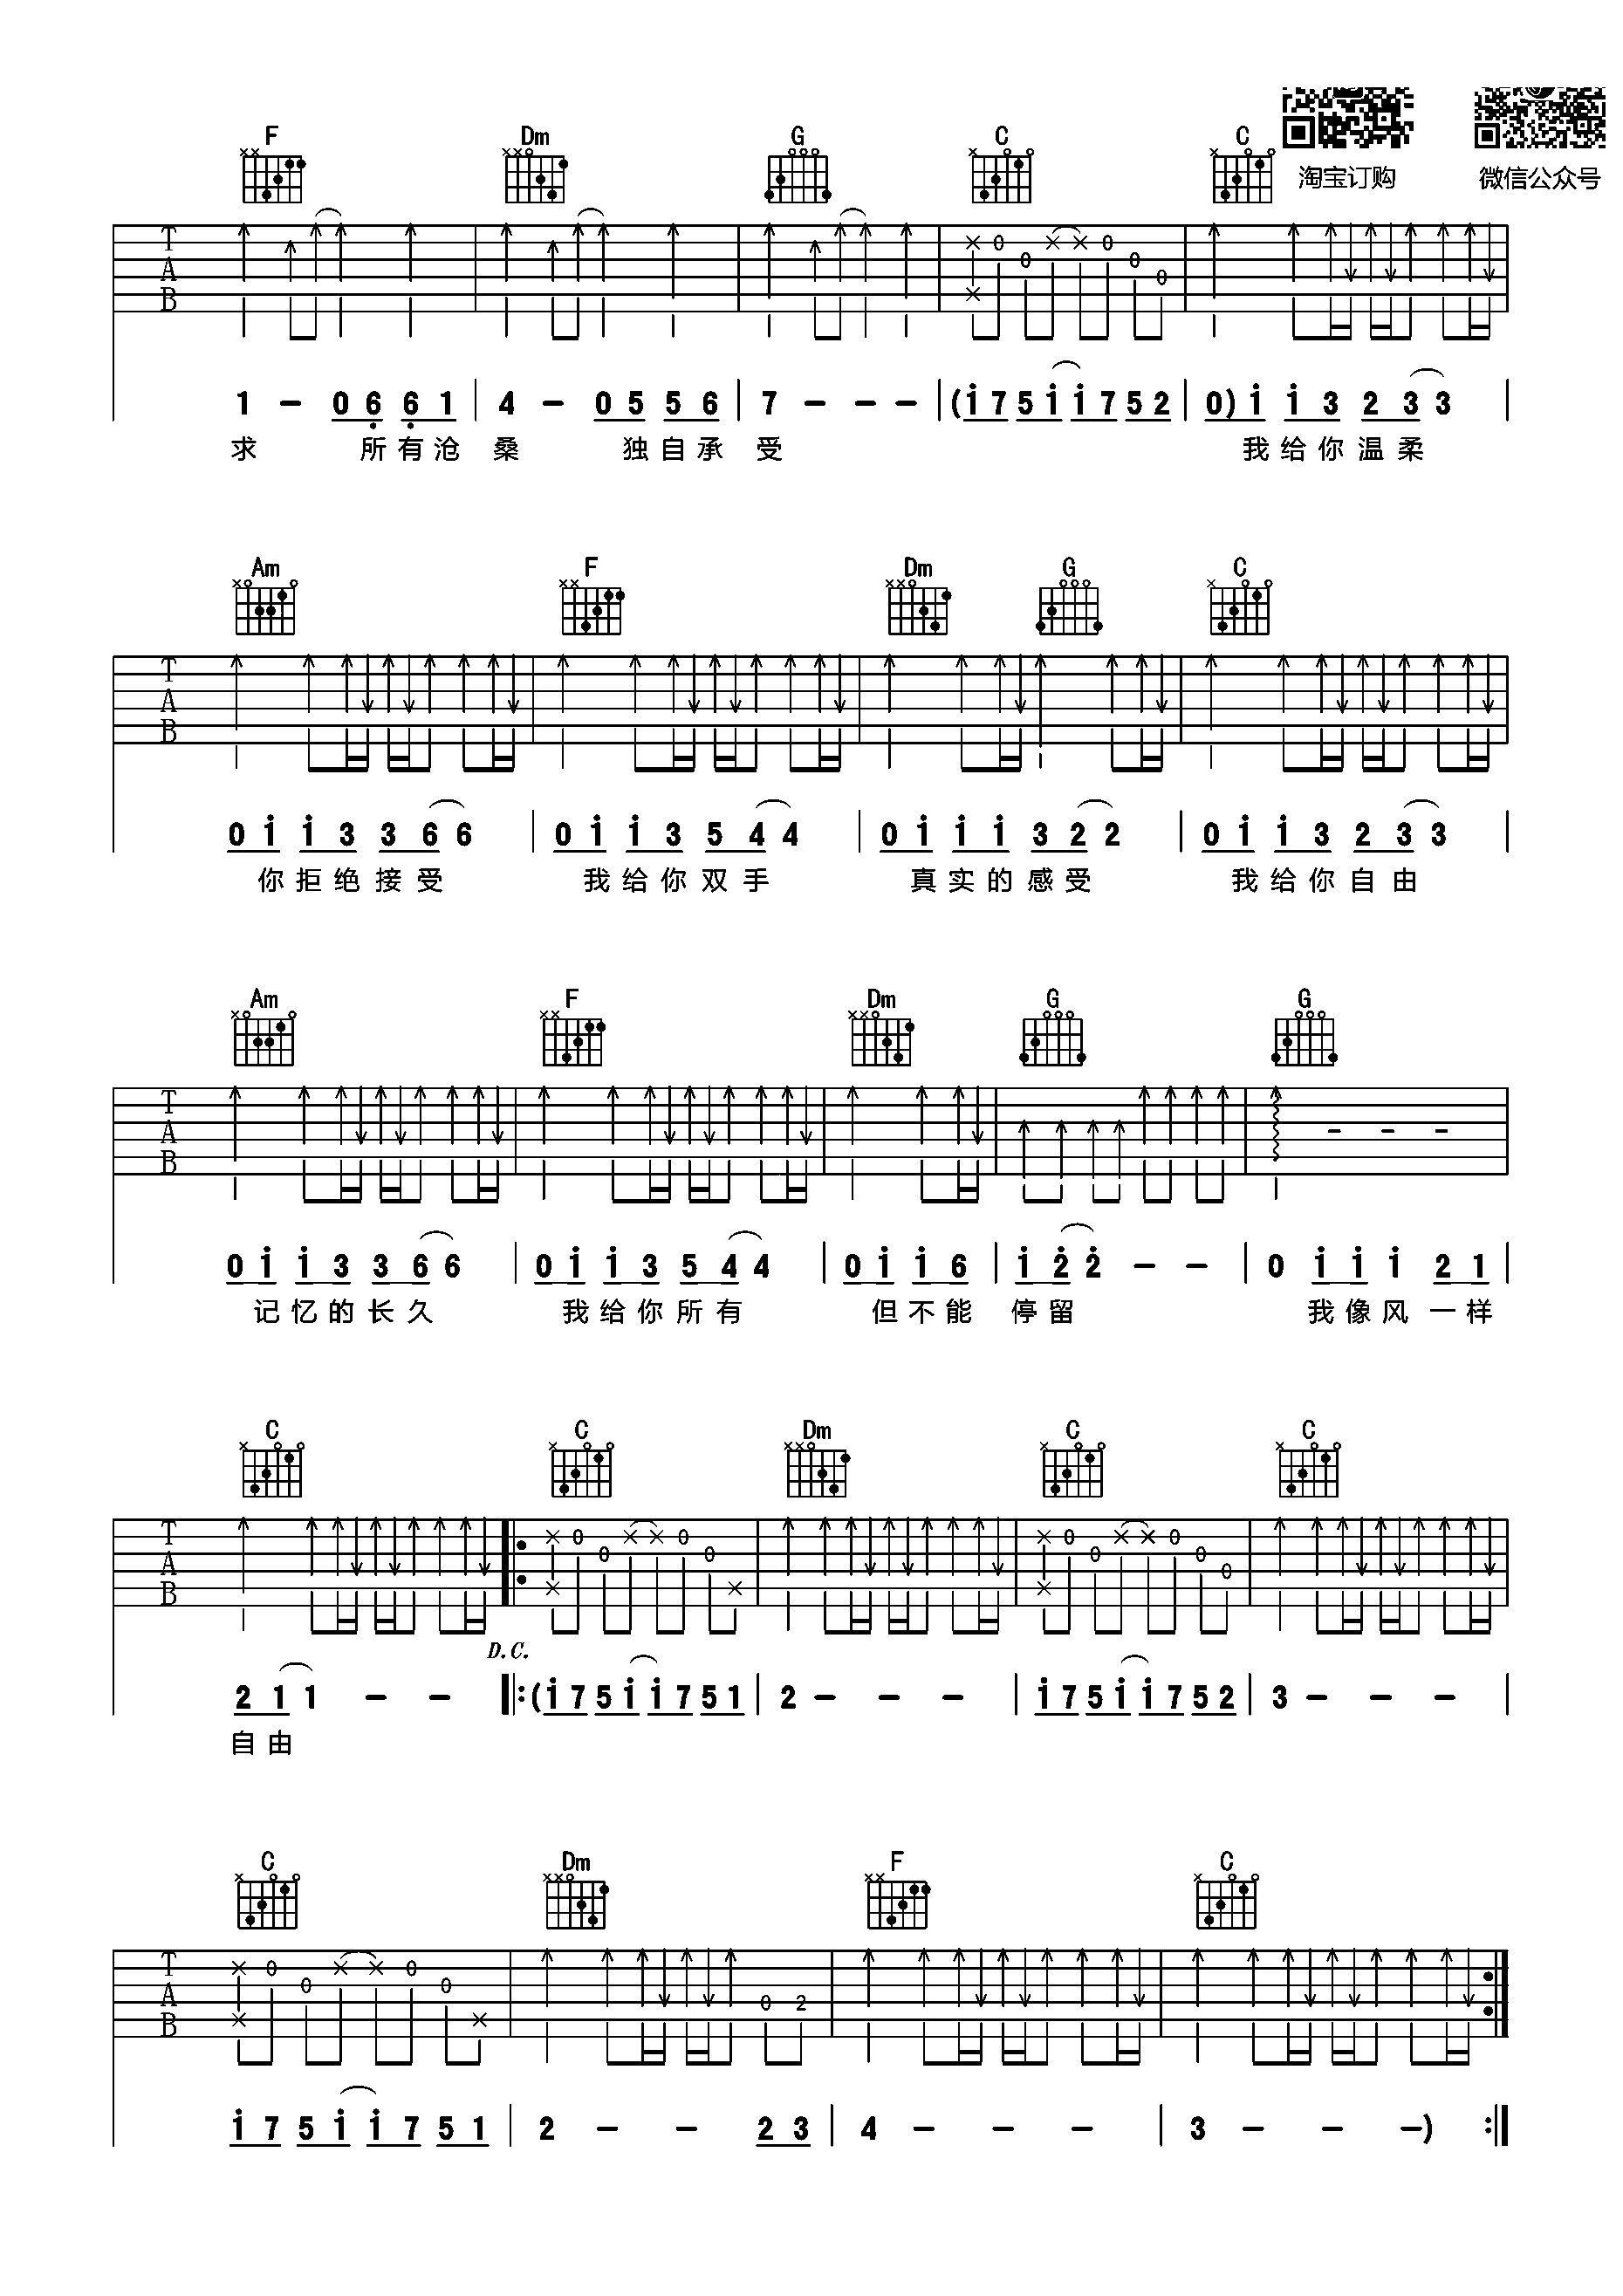 淘宝订购 微信公众号
F Dm G C C
T
A
B
1 - 0 6 6 1 | 4 - 0 5 5 6 | 7 - - - | (i 7 5 i i 7 5 2 | 0) i i 3 2 3 3 |
求 所有沧 桑 独自承 受 我给你温柔
Am F Dm G C
T
A
B
0 i i 3 3 6 6 | 0 i i 3 5 4 4 | 0 i i i 3 2 2 | 0 i i 3 2 3 3 |
你拒绝接受 我给你双手 真实的感受 我给你自由
Am F Dm G G
T
A
B
0 i i 3 3 6 6 | 0 i i 3 5 4 4 | 0 i i 6 | i 2̇ 2̇ - - | 0 i i i 2 1 |
记忆的长久 我给你所有 但不能 停留 我像风一样
C C Dm C C
T
A
B
D.C.
2 1 1 - - |: (i 7 5 i i 7 5 1 | 2 - - - | i 7 5 i i 7 5 2 | 3 - - - |
自由
C Dm F C
T
A
B
0 2
i 7 5 i i 7 5 1 | 2 - - 2 3 | 4 - - - | 3 - - -) :|